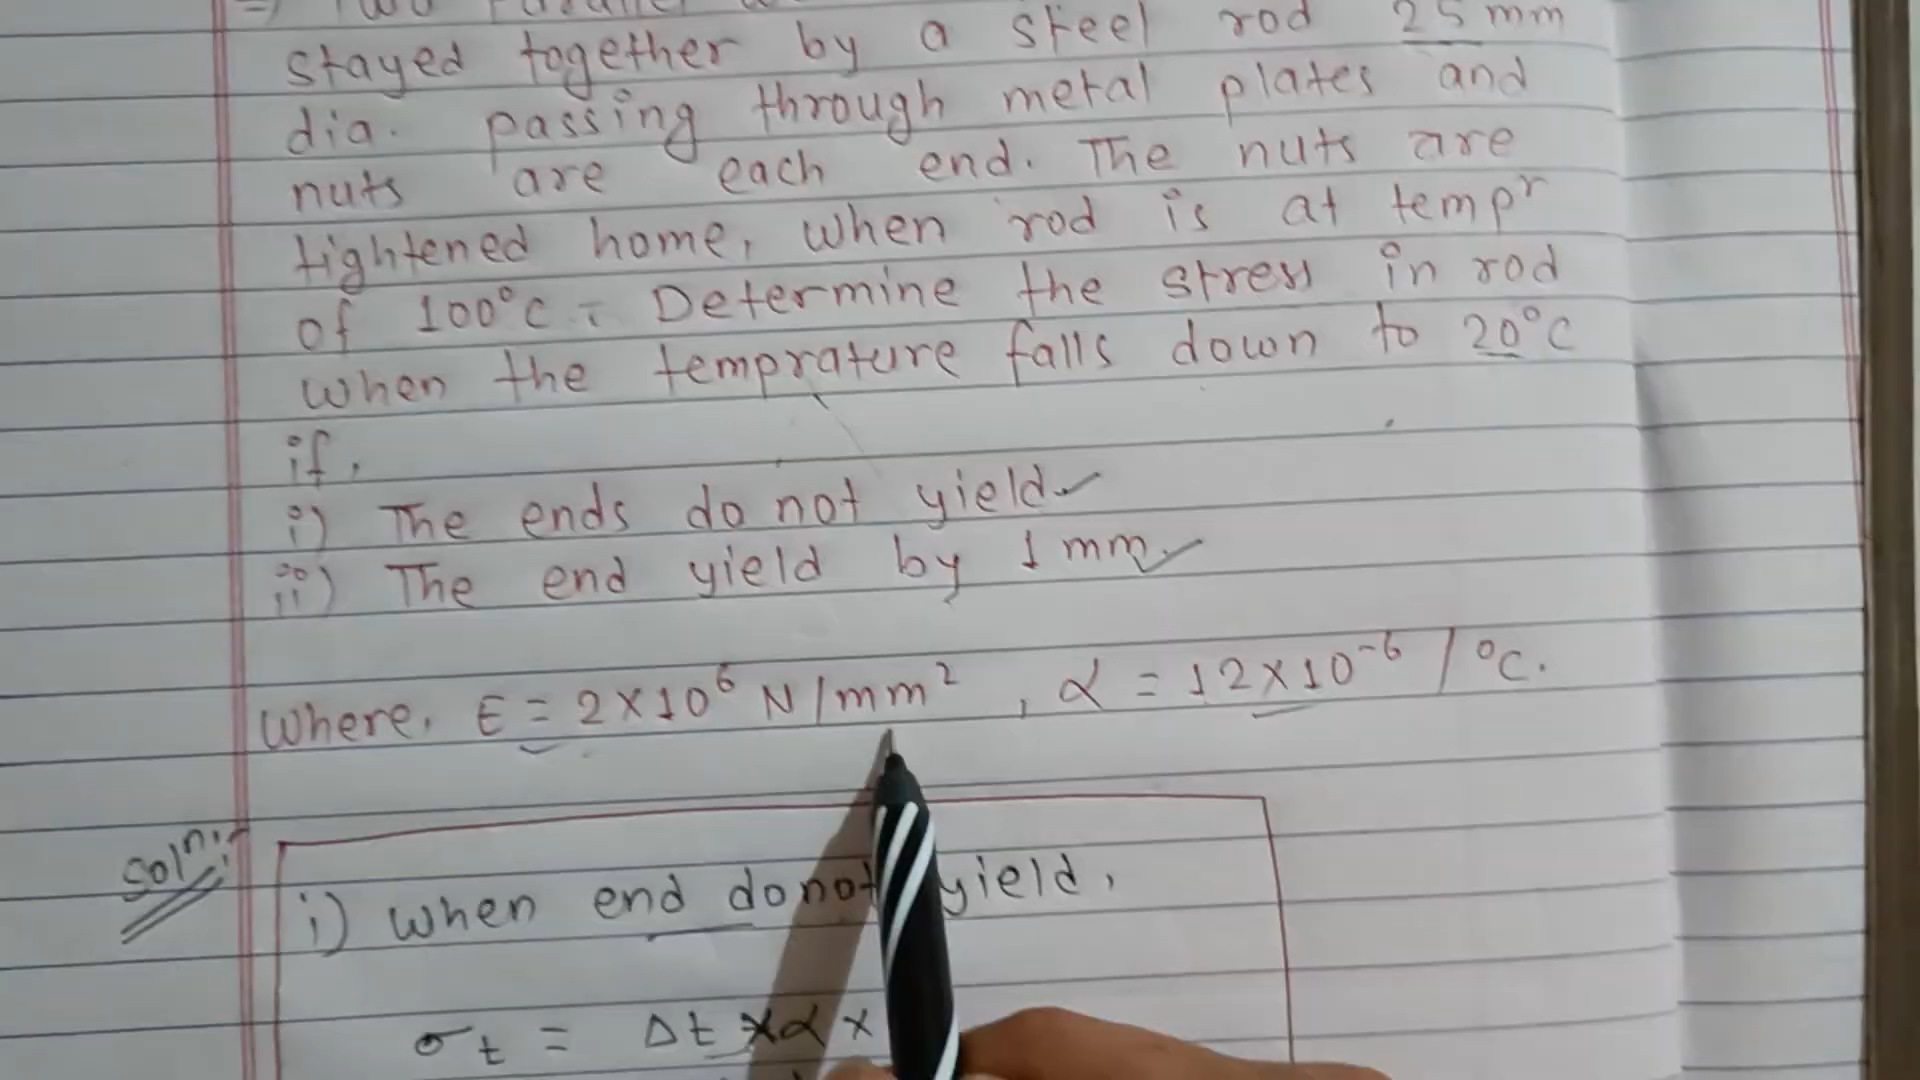 => Two Parallel
stayed together by a steel rod 25 mm
dia. passing through metal plates and
nuts are each end. The nuts are
tightened home, when rod is at tempr
of 100°c. Determine the stress in rod
when the temprature falls down to 20°c
if,
i) The ends do not yield
ii) The end yield by 1 mm
where, E = 2×10⁶ N/mm², α = 12×10⁻⁶ /°c.
Soln:
i) when end do not yield,
σt = Δt × α ×